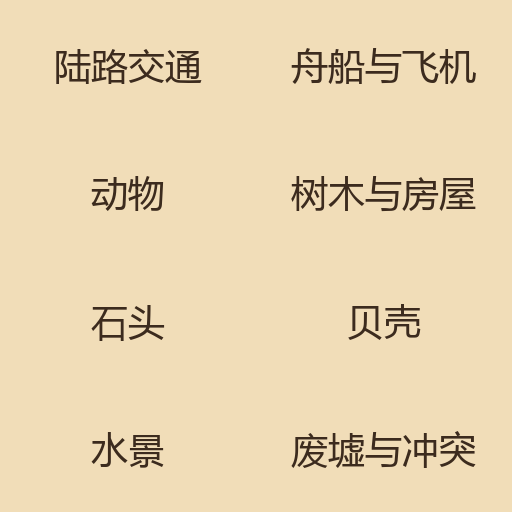 陆路交通
舟船与飞机
动物
树木与房屋
石头
贝壳
水景
废墟与冲突